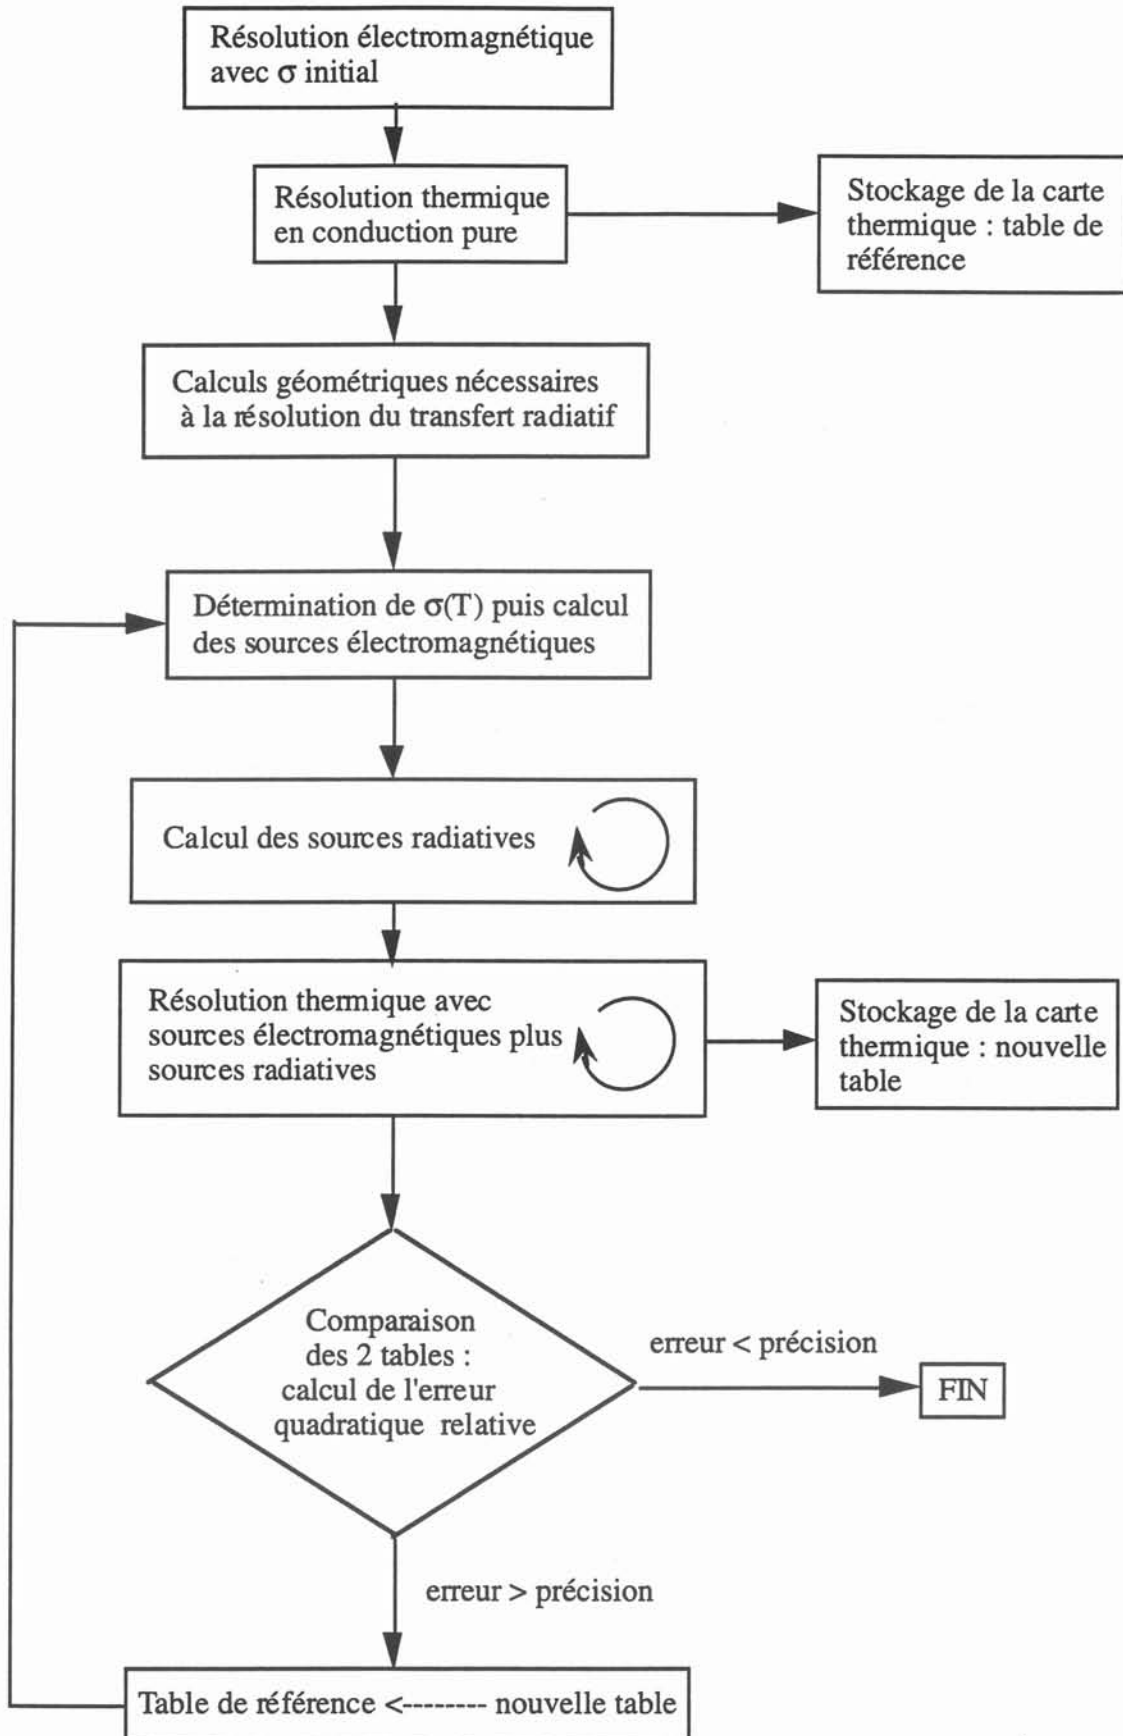 Résolution électromagnétique
avec σ initial
Résolution thermique
en conduction pure
Stockage de la carte
thermique : table de
référence
Calculs géométriques nécessaires
à la résolution du transfert radiatif
Détermination de σ(T) puis calcul
des sources électromagnétiques
Calcul des sources radiatives
Résolution thermique avec
sources électromagnétiques plus
sources radiatives
Stockage de la carte
thermique : nouvelle
table
Comparaison
des 2 tables :
calcul de l'erreur
quadratique relative
erreur < précision
FIN
erreur > précision
Table de référence <-------- nouvelle table